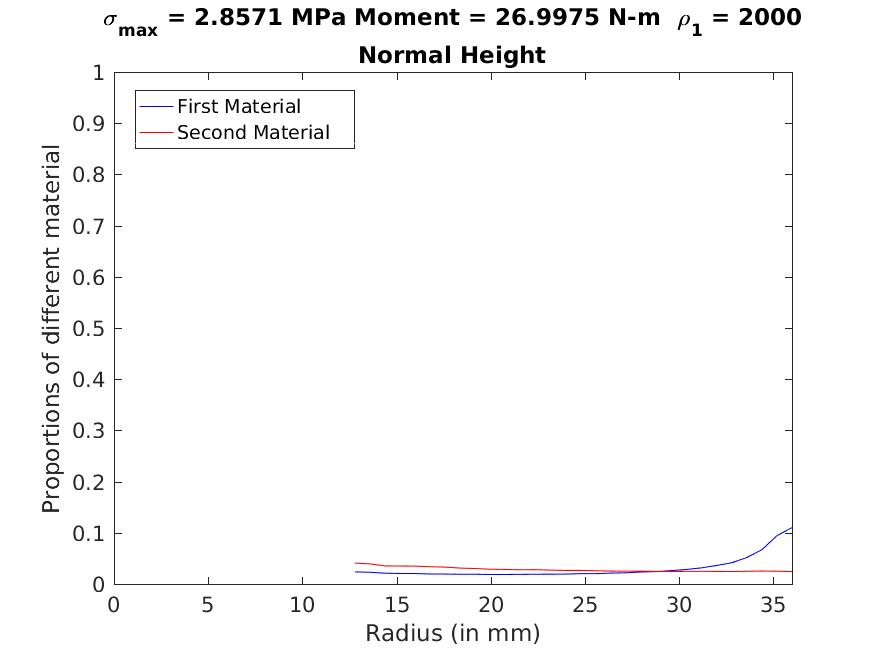 σmax = 2.8571 MPa Moment = 26.9975 N-m ρ1 = 2000
Normal Height
First Material
Second Material
Proportions of different material
1
0.9
0.8
0.7
0.6
0.5
0.4
0.3
0.2
0.1
0
0 5 10 15 20 25 30 35
Radius (in mm)